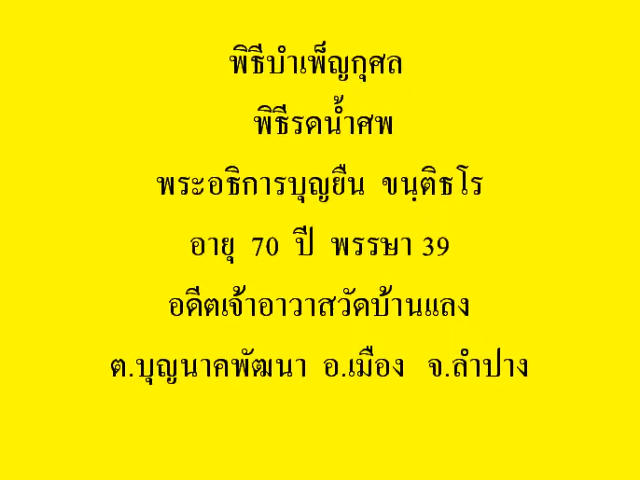 พิธีบำเพ็ญกุศล
พิธีรดน้ำศพ
พระอธิการบุญยืน ขนฺติธโร
อายุ 70 ปี พรรษา 39
อดีตเจ้าอาวาสวัดบ้านแลง
ต.บุญนาคพัฒนา อ.เมือง จ.ลำปาง